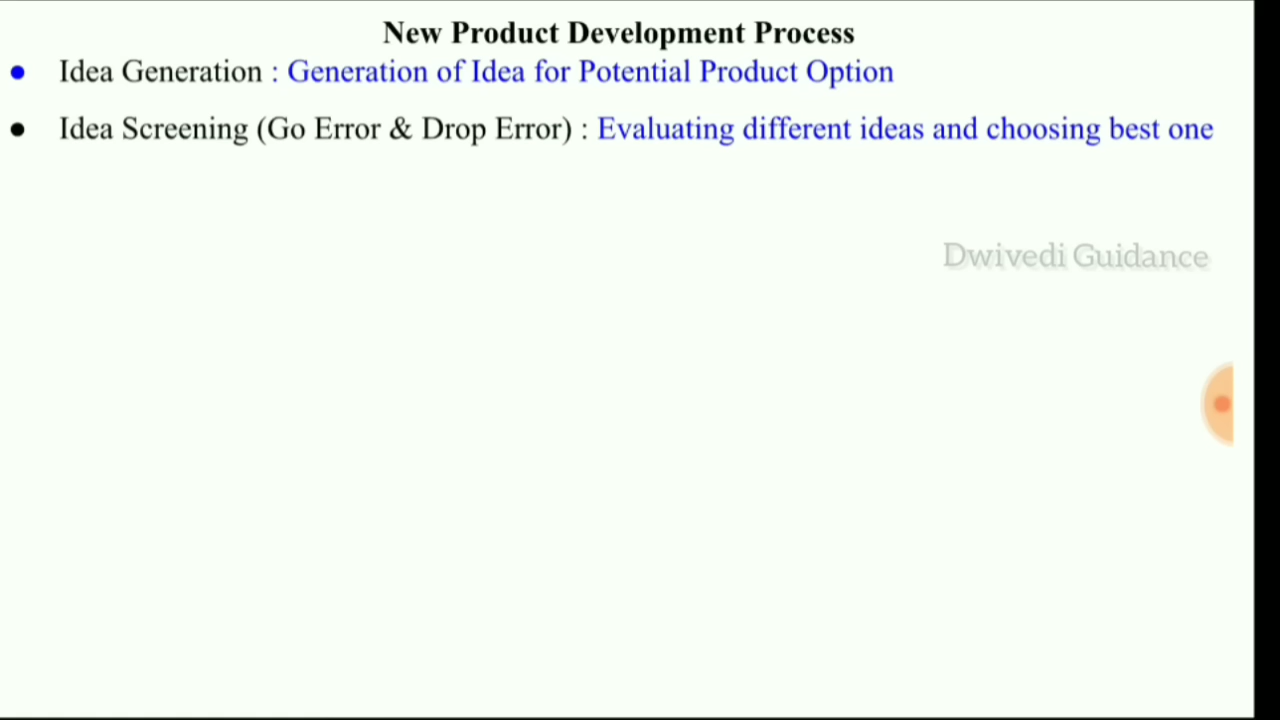 New Product Development Process
● Idea Generation : Generation of Idea for Potential Product Option
● Idea Screening (Go Error & Drop Error) : Evaluating different ideas and choosing best one
Dwivedi Guidance